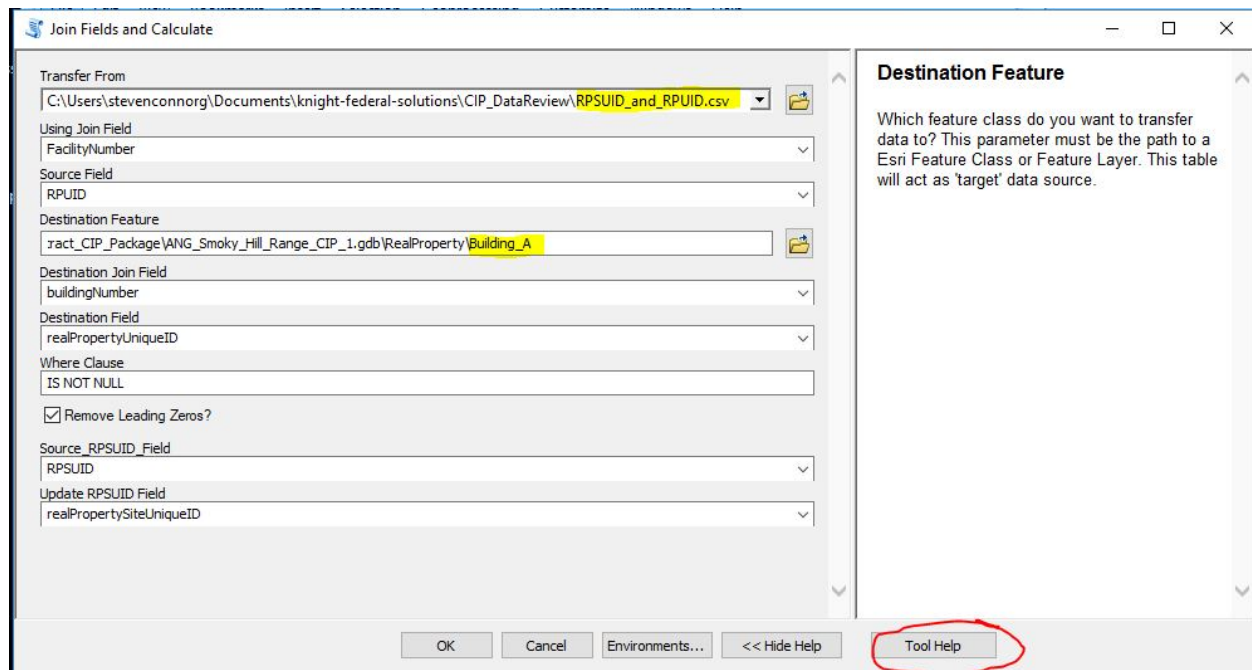 Join Fields and Calculate
Transfer From
C:\Users\stevenconnorg\Documents\knight-federal-solutions\CIP_DataReview\RPSUID_and_RPUID.csv
Using Join Field
FacilityNumber
Source Field
RPUID
Destination Feature
:ract_CIP_Package\ANG_Smoky_Hill_Range_CIP_1.gdb\RealProperty\Building_A
Destination Join Field
buildingNumber
Destination Field
realPropertyUniqueID
Where Clause
IS NOT NULL
Remove Leading Zeros?
Source_RPSUID_Field
RPSUID
Update RPSUID Field
realPropertySiteUniqueID
Destination Feature
Which feature class do you want to transfer
data to? This parameter must be the path to a
Esri Feature Class or Feature Layer. This table
will act as 'target' data source.
OK
Cancel
Environments...
<< Hide Help
Tool Help